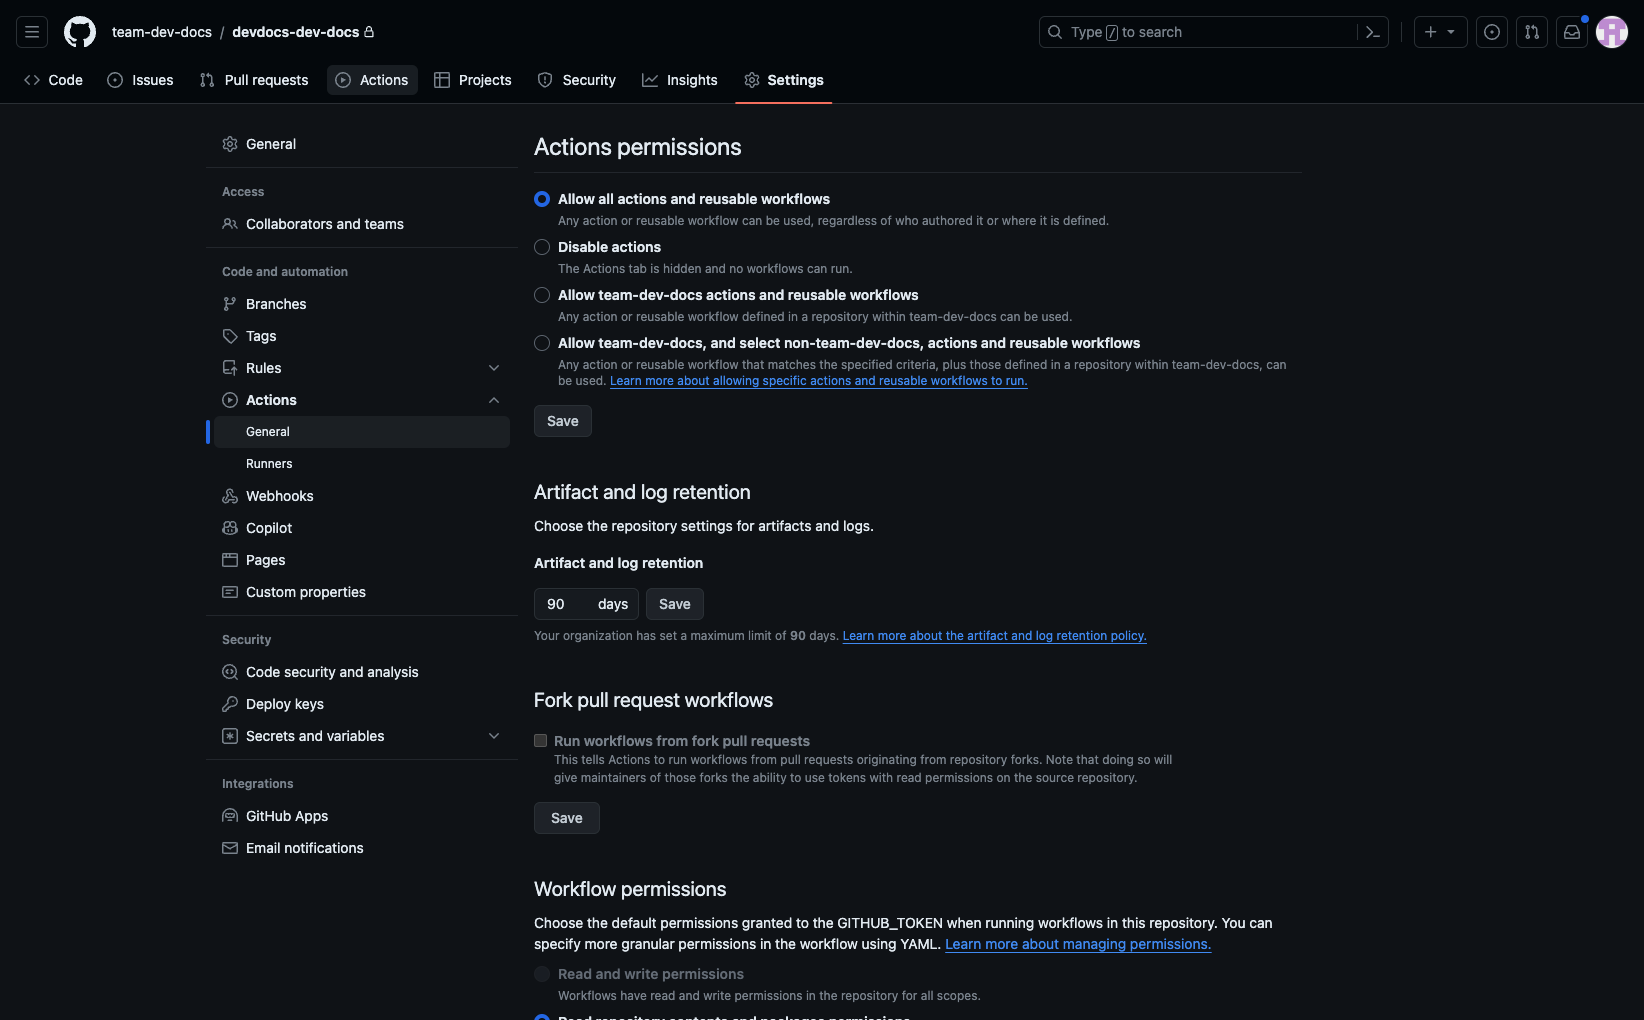 team-dev-docs / devdocs-dev-docs
Type / to search
Code
Issues
Pull requests
Actions
Projects
Security
Insights
Settings
General
Access
Collaborators and teams
Code and automation
Branches
Tags
Rules
Actions
General
Runners
Webhooks
Copilot
Pages
Custom properties
Security
Code security and analysis
Deploy keys
Secrets and variables
Integrations
GitHub Apps
Email notifications
Actions permissions
Allow all actions and reusable workflows
Any action or reusable workflow can be used, regardless of who authored it or where it is defined.
Disable actions
The Actions tab is hidden and no workflows can run.
Allow team-dev-docs actions and reusable workflows
Any action or reusable workflow defined in a repository within team-dev-docs can be used.
Allow team-dev-docs, and select non-team-dev-docs, actions and reusable workflows
Any action or reusable workflow that matches the specified criteria, plus those defined in a repository within team-dev-docs, can
be used. Learn more about allowing specific actions and reusable workflows to run.
Save
Artifact and log retention
Choose the repository settings for artifacts and logs.
Artifact and log retention
90 days Save
Your organization has set a maximum limit of 90 days. Learn more about the artifact and log retention policy.
Fork pull request workflows
Run workflows from fork pull requests
This tells Actions to run workflows from pull requests originating from repository forks. Note that doing so will
give maintainers of those forks the ability to use tokens with read permissions on the source repository.
Save
Workflow permissions
Choose the default permissions granted to the GITHUB_TOKEN when running workflows in this repository. You can
specify more granular permissions in the workflow using YAML. Learn more about managing permissions.
Read and write permissions
Workflows have read and write permissions in the repository for all scopes.
Read repository contents and packages permissions